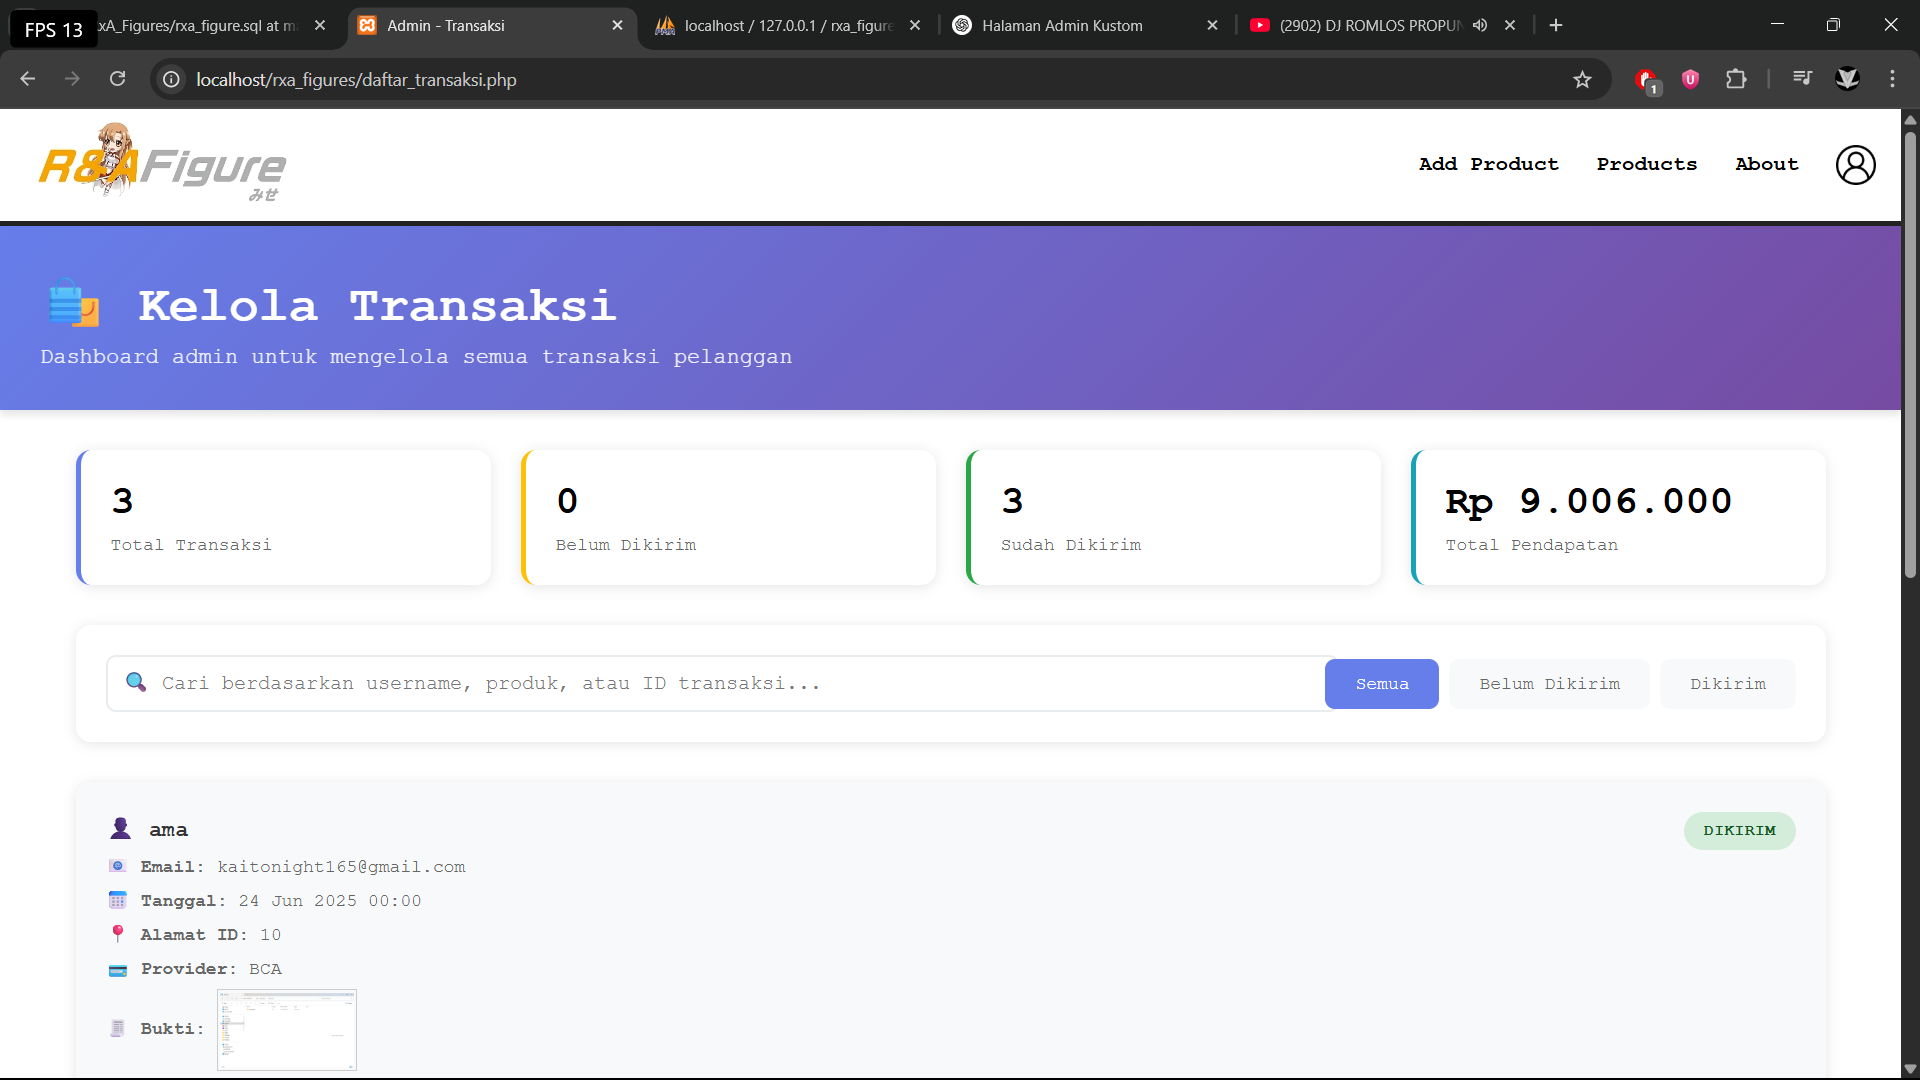 FPS 13
xA_Figures/rxa_figure.sql at ma
Admin - Transaksi
localhost / 127.0.0.1 / rxa_figure
Halaman Admin Kustom
(2902) DJ ROMLOS PROPUN
localhost/rxa_figures/daftar_transaksi.php
1
R&AFigure
みせ
Add Product
Products
About
Kelola Transaksi
Dashboard admin untuk mengelola semua transaksi pelanggan
3
Total Transaksi
0
Belum Dikirim
3
Sudah Dikirim
Rp 9.006.000
Total Pendapatan
Cari berdasarkan username, produk, atau ID transaksi...
Semua
Belum Dikirim
Dikirim
ama
DIKIRIM
Email: kaitonight165@gmail.com
Tanggal: 24 Jun 2025 00:00
Alamat ID: 10
Provider: BCA
Bukti: